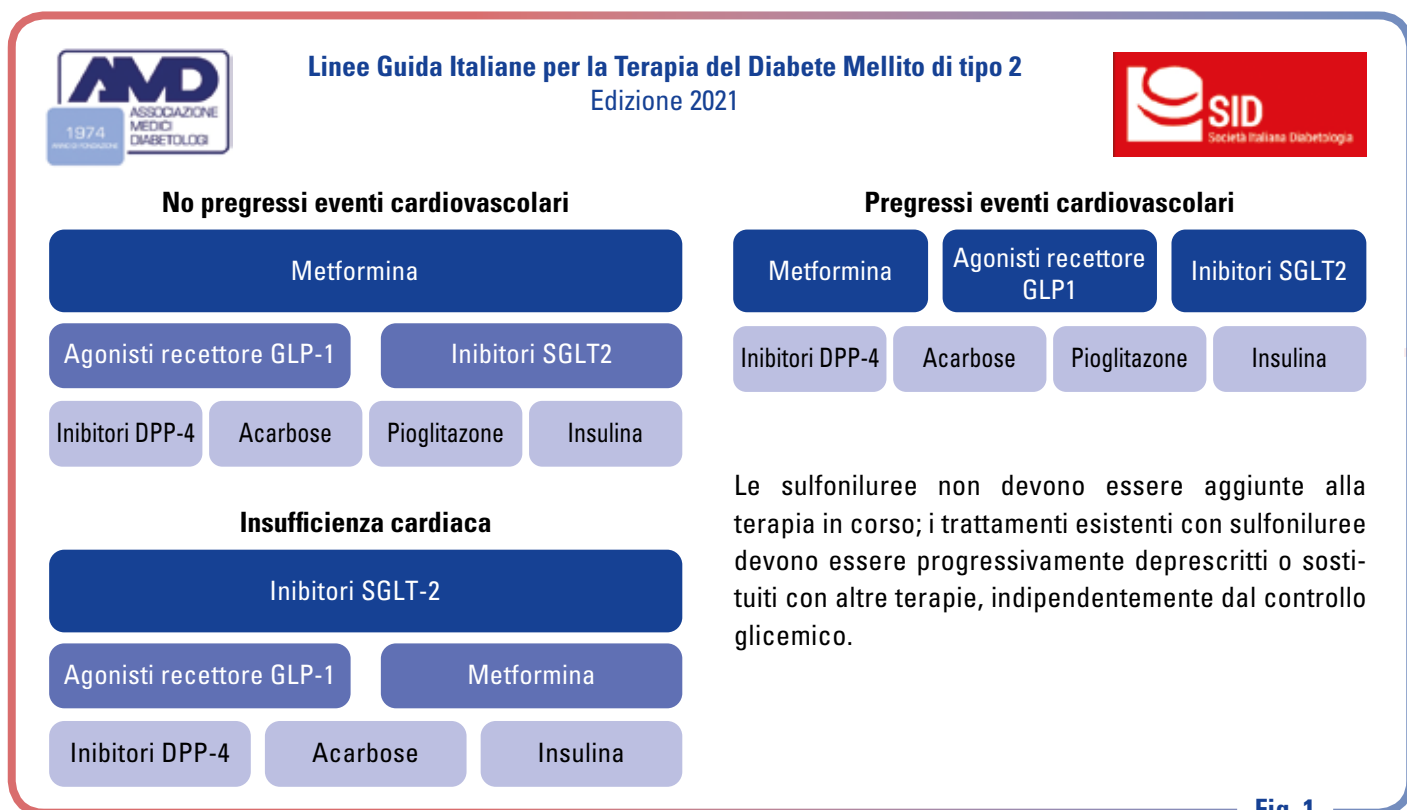 AMD
ASSOCIAZIONE
MEDICI
DIABETOLOGI
1974
ANNO DI FONDAZIONE
Linee Guida Italiane per la Terapia del Diabete Mellito di tipo 2
Edizione 2021
SID
Società Italiana Diabetologia
No pregressi eventi cardiovascolari
Metformina
Agonisti recettore GLP-1
Inibitori SGLT2
Inibitori DPP-4
Acarbose
Pioglitazone
Insulina
Insufficienza cardiaca
Inibitori SGLT-2
Agonisti recettore GLP-1
Metformina
Inibitori DPP-4
Acarbose
Insulina
Pregressi eventi cardiovascolari
Metformina
Agonisti recettore
GLP1
Inibitori SGLT2
Inibitori DPP-4
Acarbose
Pioglitazone
Insulina
Le sulfoniluree non devono essere aggiunte alla
terapia in corso; i trattamenti esistenti con sulfoniluree
devono essere progressivamente deprescritti o sosti-
tuiti con altre terapie, indipendentemente dal controllo
glicemico.
Fig. 1